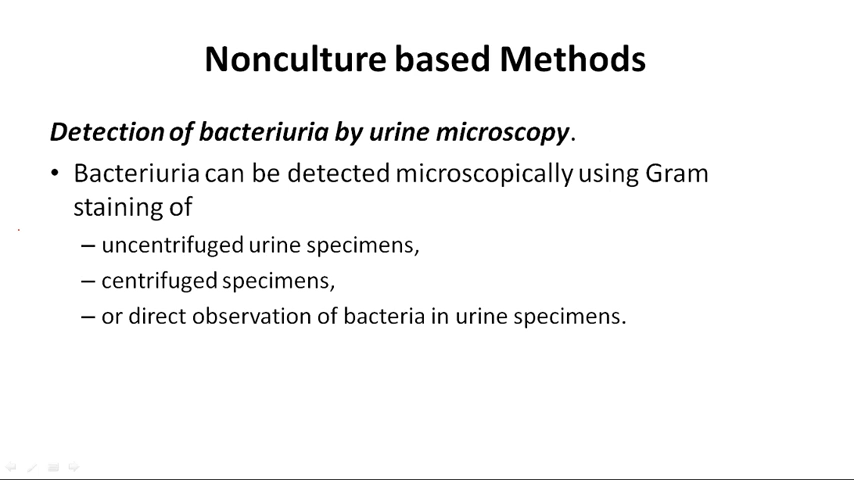 Nonculture based Methods
Detection of bacteriuria by urine microscopy.
• Bacteriuria can be detected microscopically using Gram
staining of
– uncentrifuged urine specimens,
– centrifuged specimens,
– or direct observation of bacteria in urine specimens.